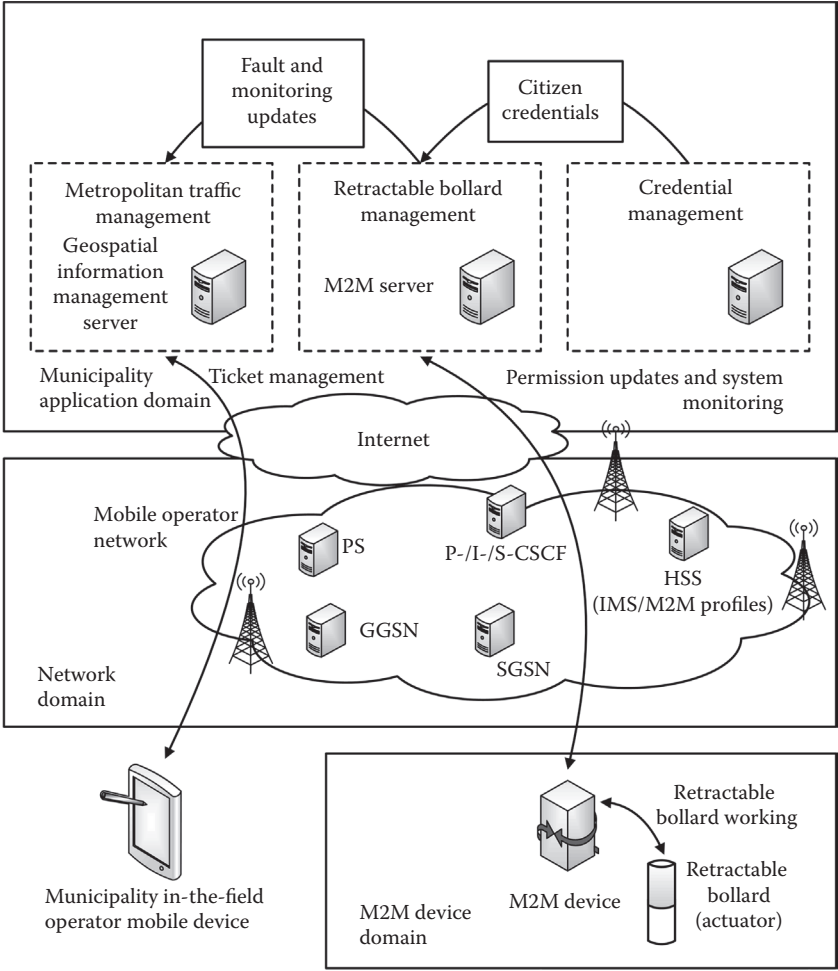 Fault and
monitoring
updates
Citizen
credentials
Metropolitan traffic
management
Geospatial
information
management
server
Retractable bollard
management
M2M server
Credential
management
Municipality
application domain
Ticket management
Permission updates and system
monitoring
Internet
Mobile operator
network
PS
P-/I-/S-CSCF
HSS
(IMS/M2M profiles)
GGSN
SGSN
Network
domain
Municipality in-the-field
operator mobile device
Retractable
bollard working
M2M device
Retractable
bollard
(actuator)
M2M device
domain